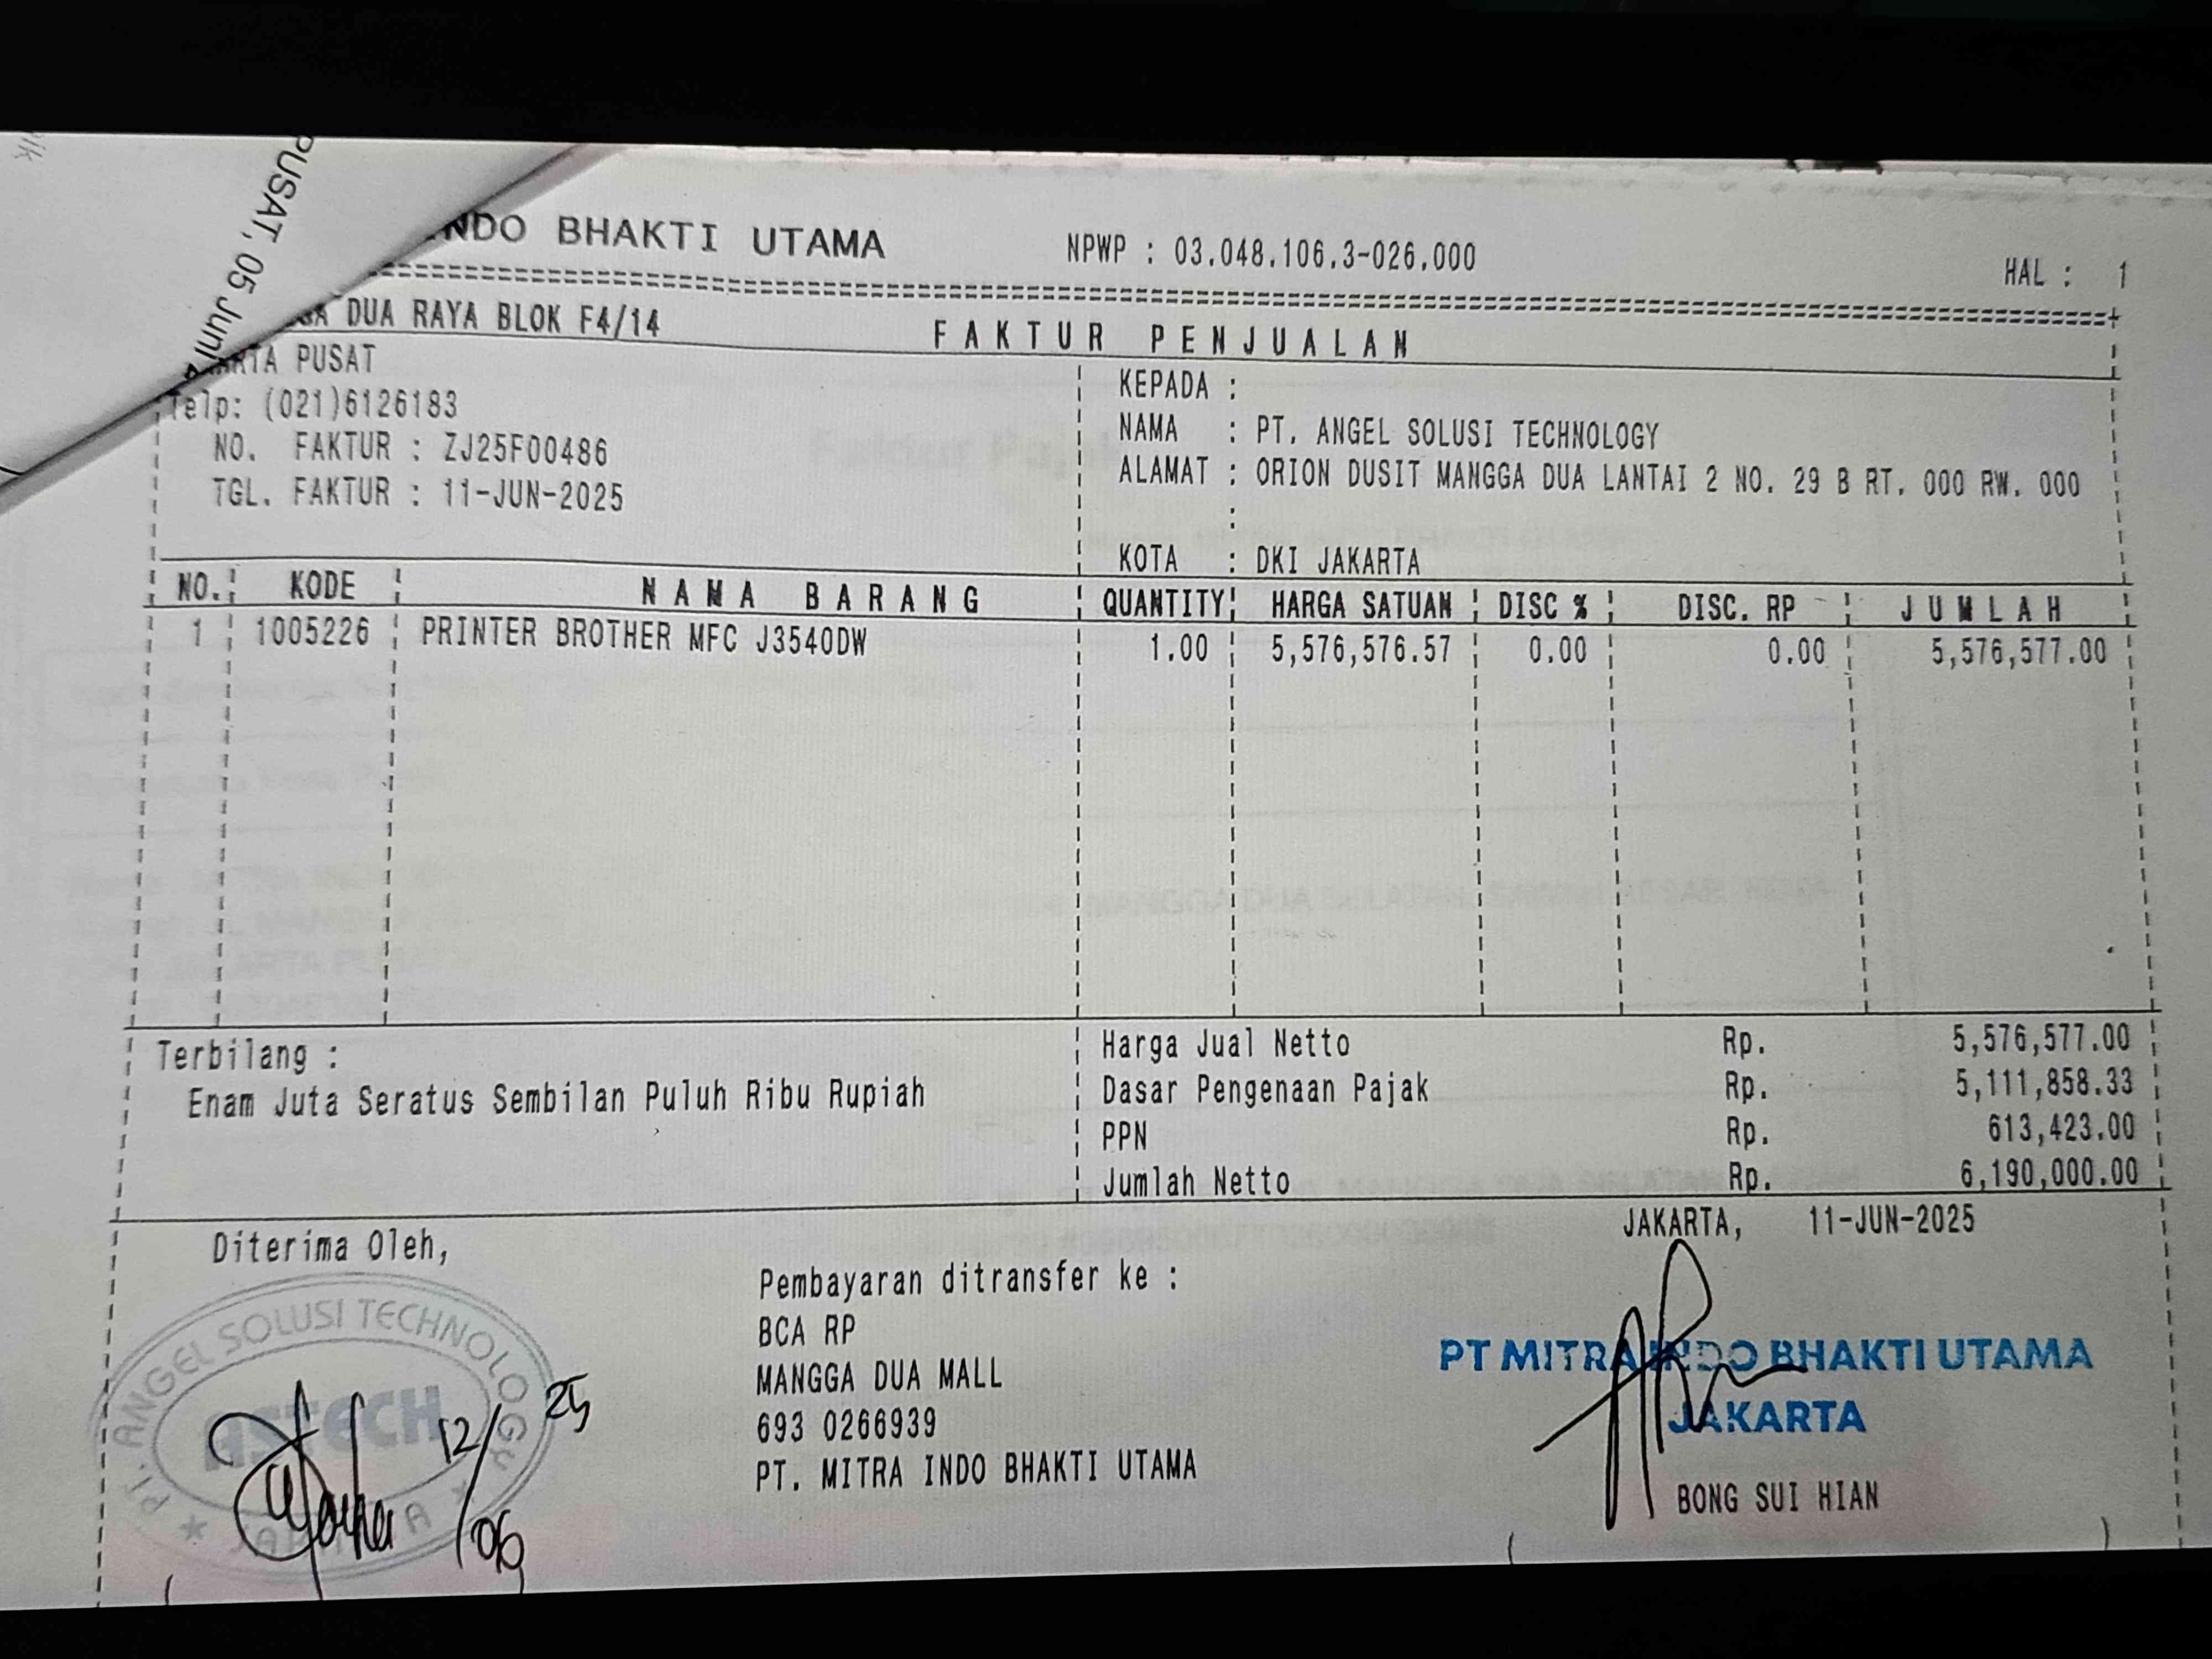 PUSAT, 05 Juni
NDO BHAKTI UTAMA
NPWP : 03.048.106.3-026.000
HAL : 1
DUA RAYA BLOK F4/14
FAKTUR PENJUALAN
ARTA PUSAT
Telp: (021)6126183
NO. FAKTUR : ZJ25F00486
TGL. FAKTUR : 11-JUN-2025
KEPADA :
NAMA : PT. ANGEL SOLUSI TECHNOLOGY
ALAMAT : ORION DUSIT MANGGA DUA LANTAI 2 NO. 29 B RT. 000 RW. 000
:
KOTA : DKI JAKARTA
NO. KODE NAMA BARANG QUANTITY HARGA SATUAN DISC % DISC. RP JUMLAH
1 1005226 PRINTER BROTHER MFC J3540DW 1.00 5,576,576.57 0.00 0.00 5,576,577.00
Terbilang :
Enam Juta Seratus Sembilan Puluh Ribu Rupiah
Harga Jual Netto Rp. 5,576,577.00
Dasar Pengenaan Pajak Rp. 5,111,858.33
PPN Rp. 613,423.00
Jumlah Netto Rp. 6,190,000.00
JAKARTA, 11-JUN-2025
Diterima Oleh,
PT. ANGEL SOLUSI TECHNOLOGY
ASTECH
JAKARTA
12/06 25
Pembayaran ditransfer ke :
BCA RP
MANGGA DUA MALL
693 0266939
PT. MITRA INDO BHAKTI UTAMA
PT MITRA INDO BHAKTI UTAMA
JAKARTA
BONG SUI HIAN
( )
(